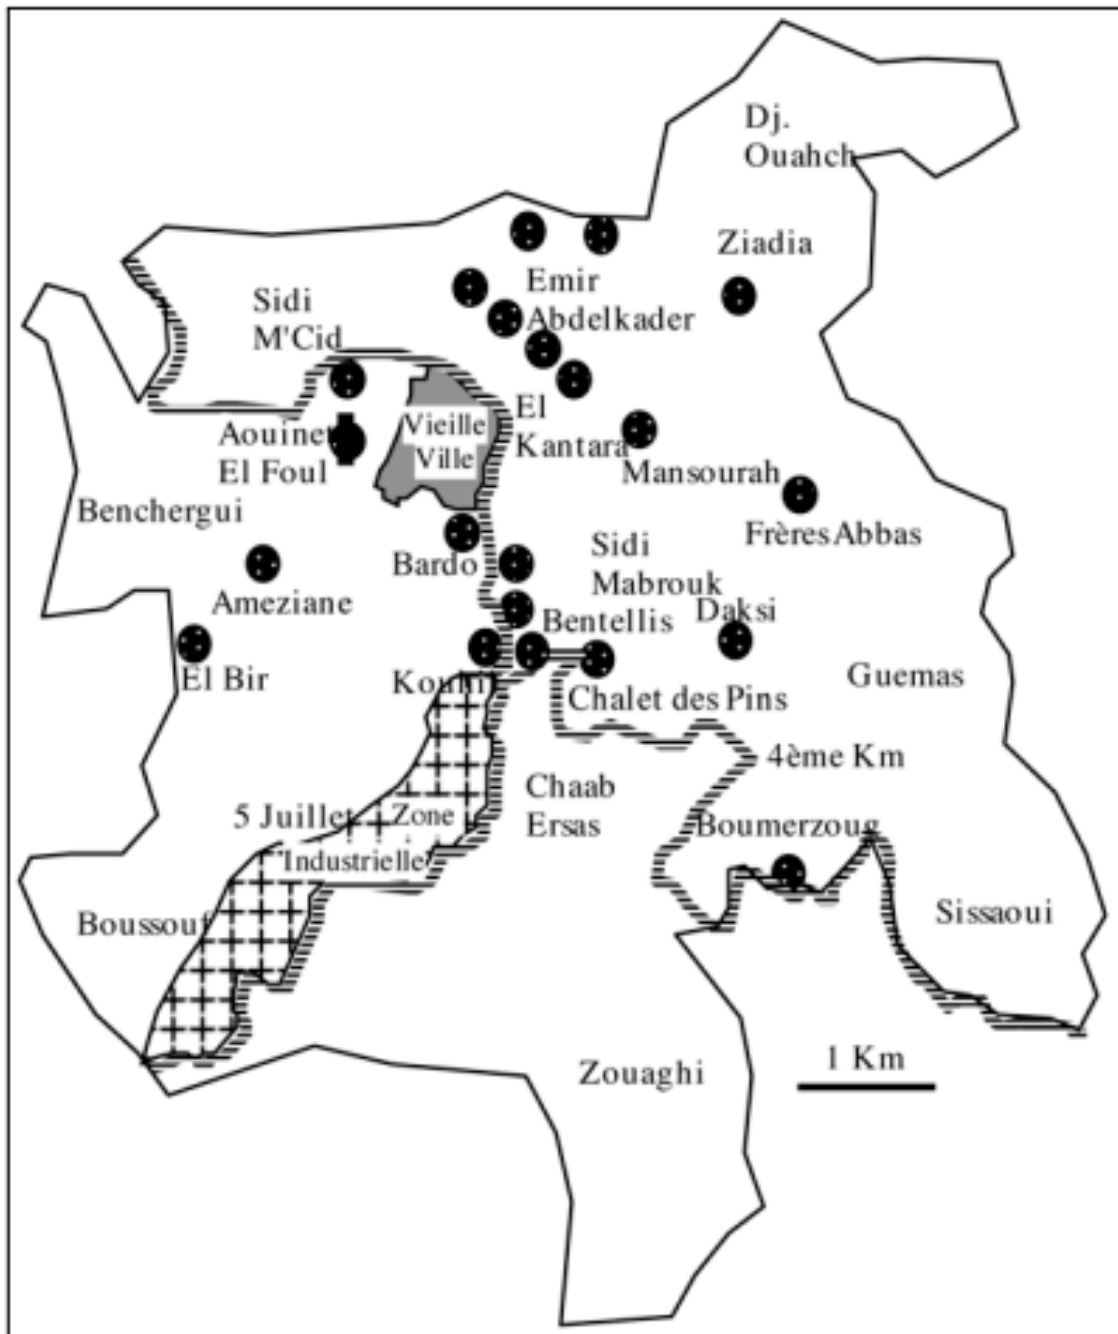 Dj.
Ouahch
Ziadia
Emir
Abdelkader
Sidi
M'Cid
El
Kantara
Vieille
Ville
Aouinet
El Foul
Mansourah
Benchergui
Frères Abbas
Sidi
Mabrouk
Bardo
Ameziane
Daksi
Bentellis
El Bir
Guemas
Chalet des Pins
4ème Km
Chaab
Ersas
5 Juillet
Zone
Industrielle
Boumerzoug
Boussouf
Sissaoui
Zouaghi
1 Km